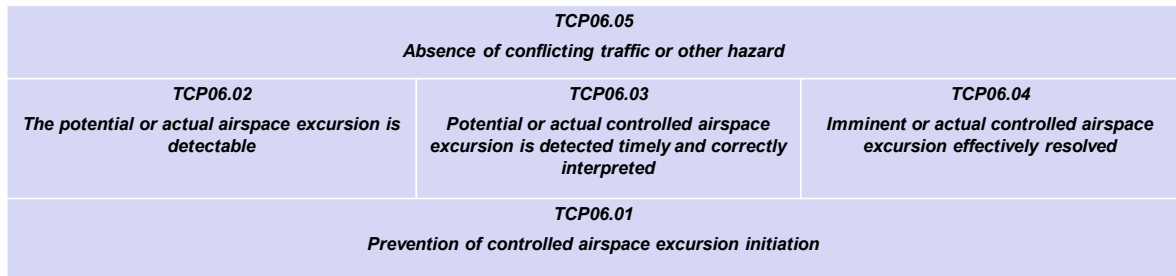 TCP06.05
Absence of conflicting traffic or other hazard
TCP06.02
The potential or actual airspace excursion is
detectable
TCP06.03
Potential or actual controlled airspace
excursion is detected timely and correctly
interpreted
TCP06.04
Imminent or actual controlled airspace
excursion effectively resolved
TCP06.01
Prevention of controlled airspace excursion initiation